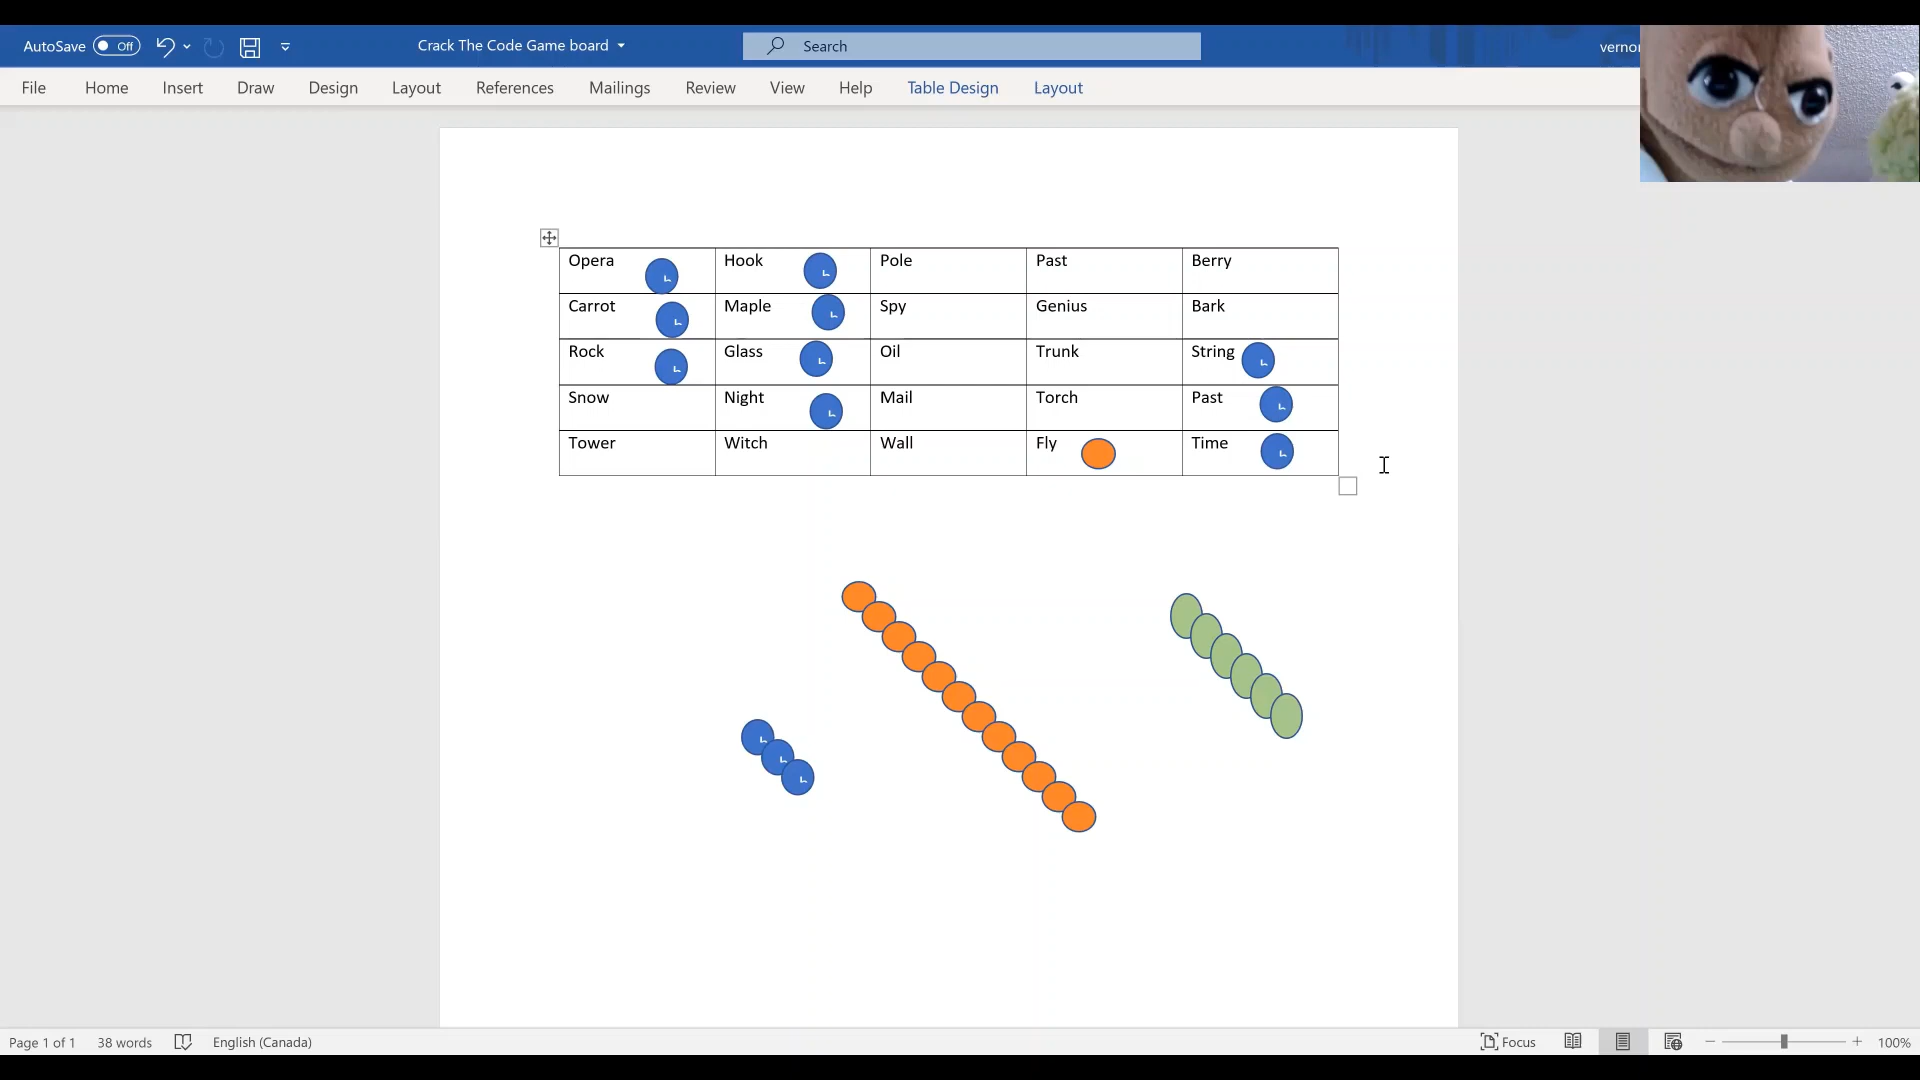 AutoSave Off Crack The Code Game board Search vernor
File Home Insert Draw Design Layout References Mailings Review View Help Table Design Layout
Opera Hook Pole Past Berry
Carrot Maple Spy Genius Bark
Rock Glass Oil Trunk String
Snow Night Mail Torch Past
Tower Witch Wall Fly Time
Page 1 of 1 38 words English (Canada) Focus 100%